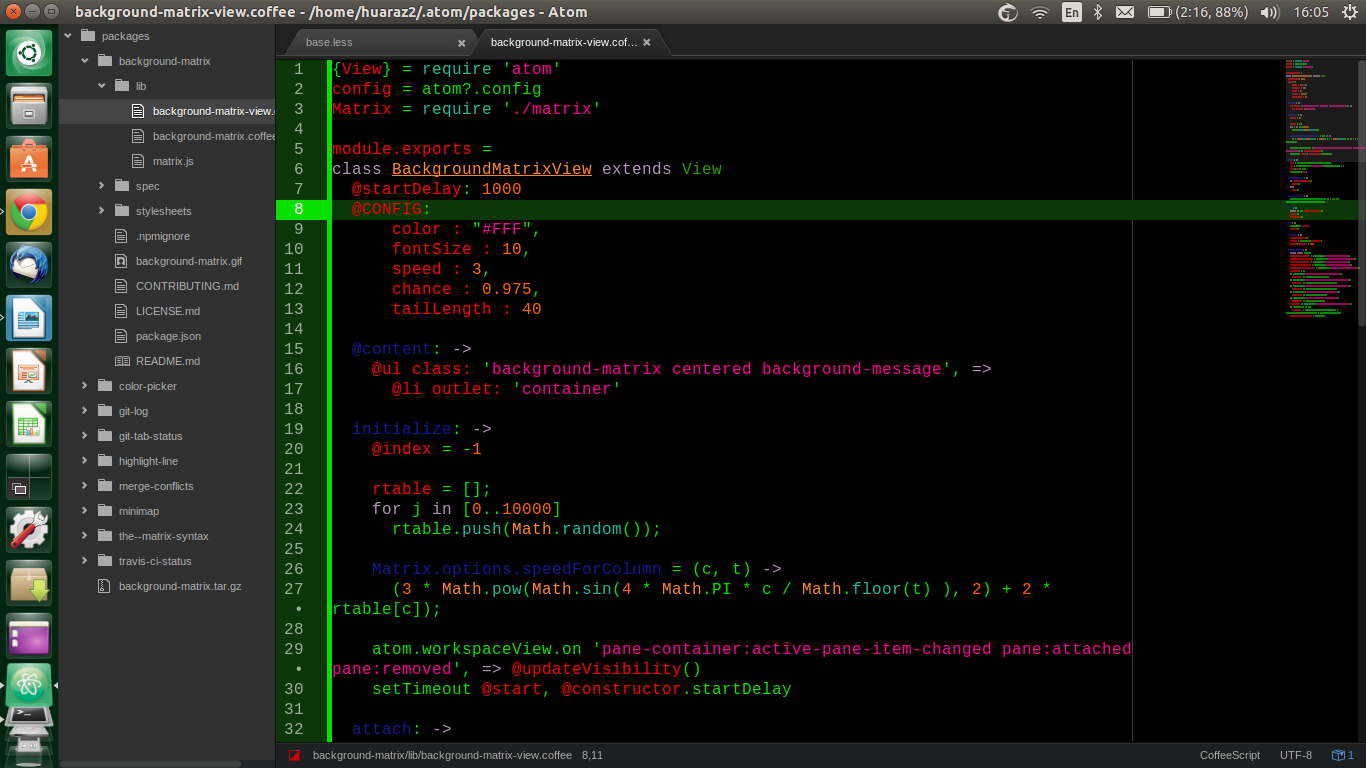 background-matrix-view.coffee - /home/huaraz2/.atom/packages - Atom
En
(2:16, 88%)
16:05
packages
background-matrix
lib
background-matrix-view.
background-matrix.coffee
matrix.js
spec
stylesheets
.npmignore
background-matrix.gif
CONTRIBUTING.md
LICENSE.md
package.json
README.md
color-picker
git-log
git-tab-status
highlight-line
merge-conflicts
minimap
the--matrix-syntax
travis-ci-status
background-matrix.tar.gz
base.less
background-matrix-view.cof...
1 {View} = require 'atom'
2 config = atom?.config
3 Matrix = require './matrix'
4
5 module.exports =
6 class BackgroundMatrixView extends View
7 @startDelay: 1000
8 @CONFIG:
9 color : "#FFF",
10 fontSize : 10,
11 speed : 3,
12 chance : 0.975,
13 tailLength : 40
14
15 @content: ->
16 @ul class: 'background-matrix centered background-message', =>
17 @li outlet: 'container'
18
19 initialize: ->
20 @index = -1
21
22 rtable = [];
23 for j in [0..10000]
24 rtable.push(Math.random());
25
26 Matrix.options.speedForColumn = (c, t) ->
27 (3 * Math.pow(Math.sin(4 * Math.PI * c / Math.floor(t) ), 2) + 2 *
• rtable[c]);
28
29 atom.workspaceView.on 'pane-container:active-pane-item-changed pane:attached
• pane:removed', => @updateVisibility()
30 setTimeout @start, @constructor.startDelay
31
32 attach: ->
background-matrix/lib/background-matrix-view.coffee 8,11
CoffeeScript
UTF-8
1